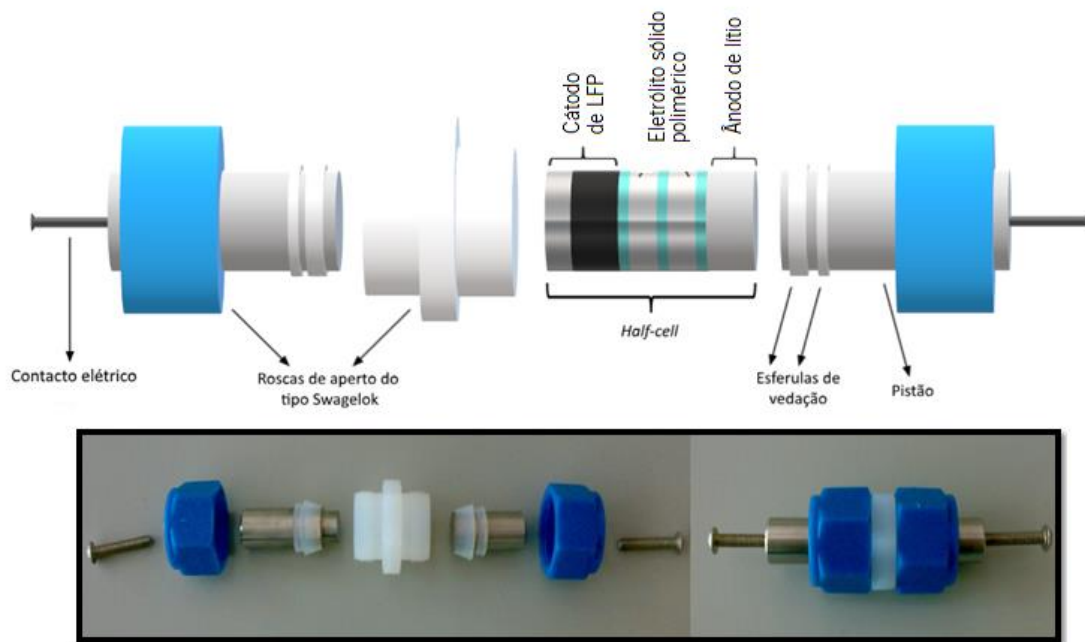 Cátodo
de LFP
Eletrólito sólido
polimérico
Ânodo de lítio
Half-cell
Contacto elétrico
Roscas de aperto do
tipo Swagelok
Esferulas de
vedação
Pistão